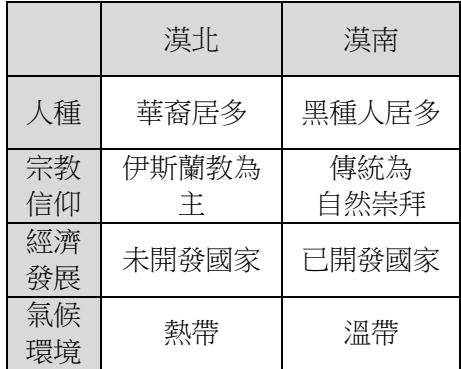 漠北 漠南
人種 華裔居多 黑種人居多
宗教
信仰
伊斯蘭教為
主
傳統為
自然崇拜
經濟
發展
未開發國家 已開發國家
氣候
環境
熱帶 溫帶